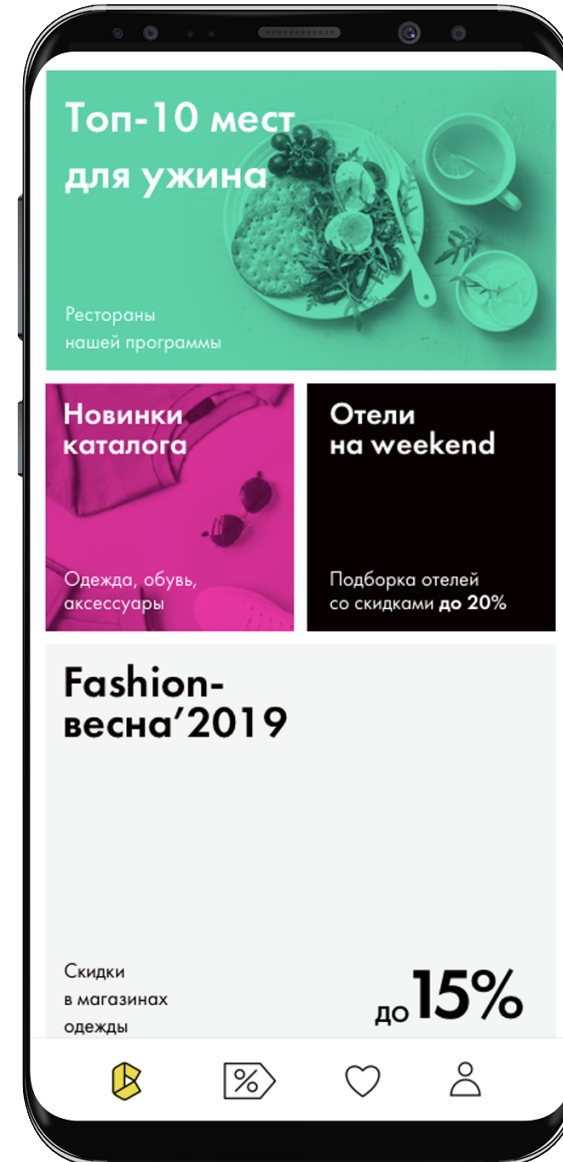 Топ-10 мест
для ужина
Рестораны
нашей программы
Новинки
каталога
Одежда, обувь,
аксессуары
Отели
на weekend
Подборка отелей
со скидками до 20%
Fashion-
весна’2019
Скидки
в магазинах
одежды
до 15%
%